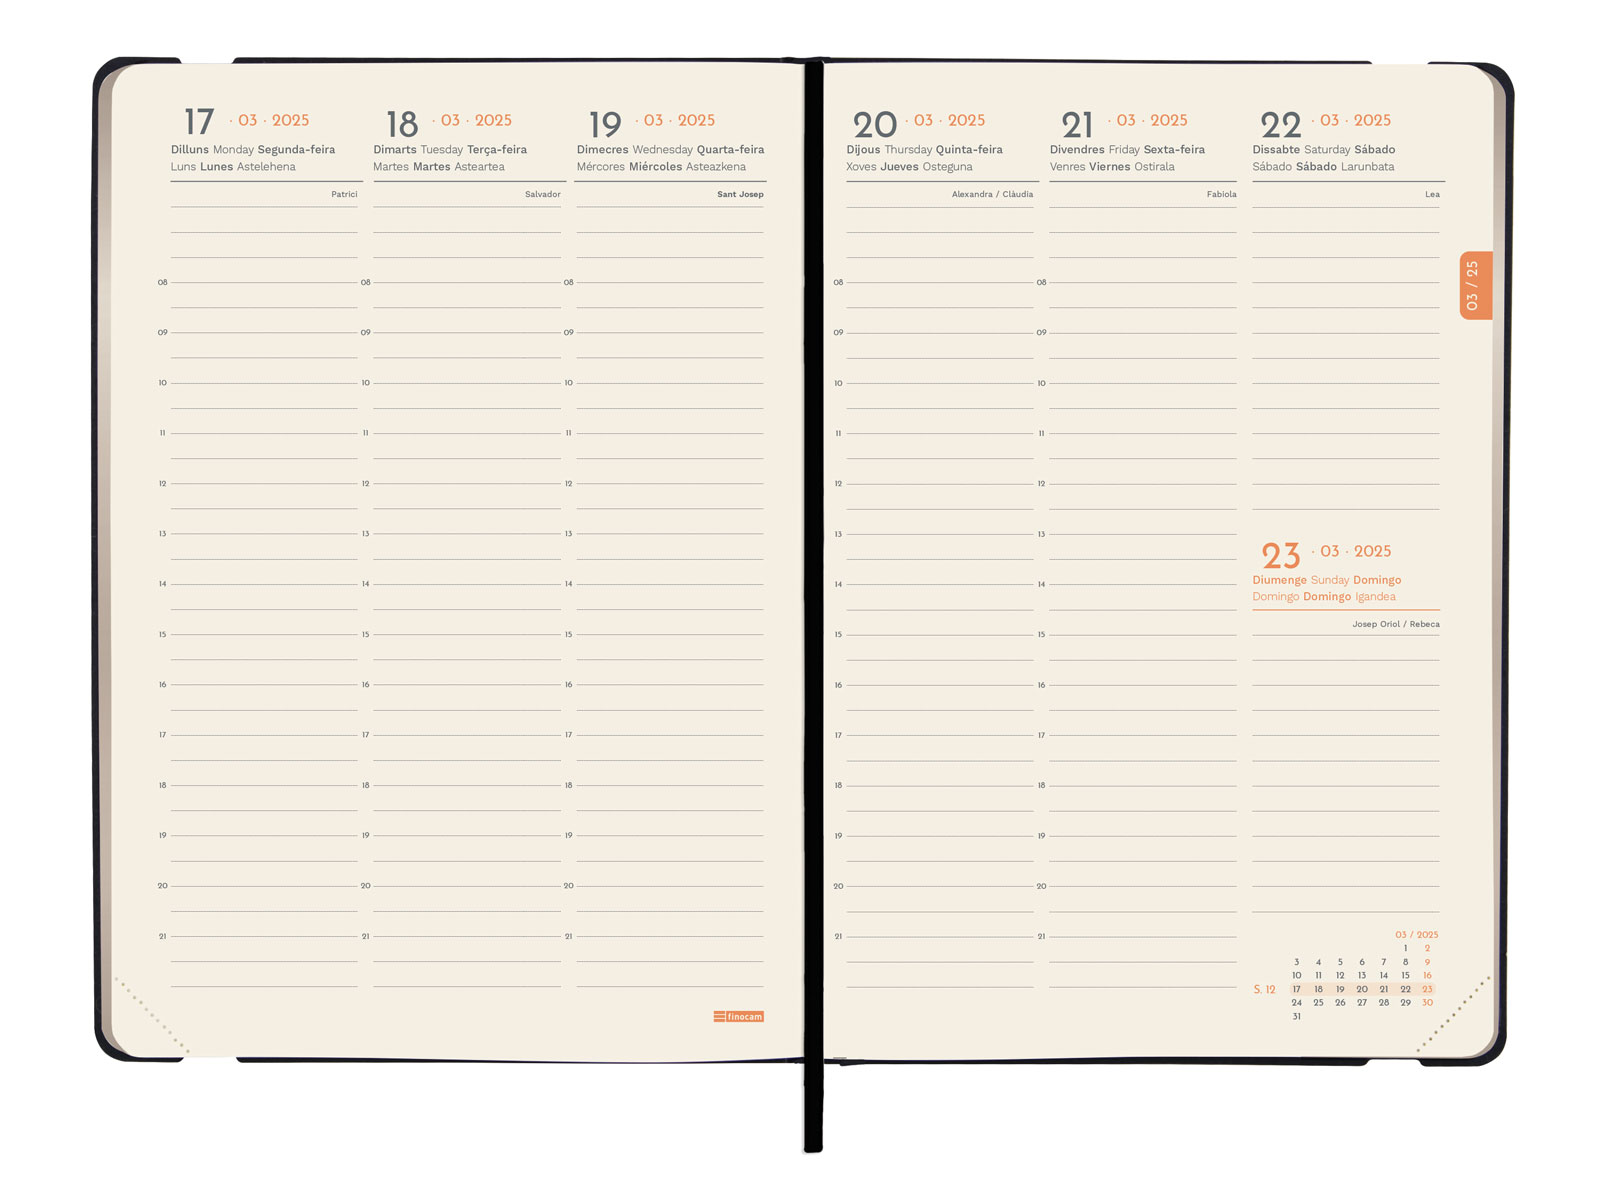 17 · 03 · 2025
Dilluns Monday Segunda-feira
Luns Lunes Astelehena
Patrici
08
09
10
11
12
13
14
15
16
17
18
19
20
21
18 · 03 · 2025
Dimarts Tuesday Terça-feira
Martes Martes Asteartea
Salvador
08
09
10
11
12
13
14
15
16
17
18
19
20
21
19 · 03 · 2025
Dimecres Wednesday Quarta-feira
Mércores Miércoles Asteazkena
Sant Josep
08
09
10
11
12
13
14
15
16
17
18
19
20
21
finocam
20 · 03 · 2025
Dijous Thursday Quinta-feira
Xoves Jueves Osteguna
Alexandra / Clàudia
08
09
10
11
12
13
14
15
16
17
18
19
20
21
21 · 03 · 2025
Divendres Friday Sexta-feira
Venres Viernes Ostirala
Fabiola
08
09
10
11
12
13
14
15
16
17
18
19
20
21
22 · 03 · 2025
Dissabte Saturday Sábado
Sábado Sábado Larunbata
Lea
03 / 25
23 · 03 · 2025
Diumenge Sunday Domingo
Domingo Domingo Igandea
Josep Oriol / Rebeca
03 / 2025
1 2
3 4 5 6 7 8 9
10 11 12 13 14 15 16
S. 12 17 18 19 20 21 22 23
24 25 26 27 28 29 30
31